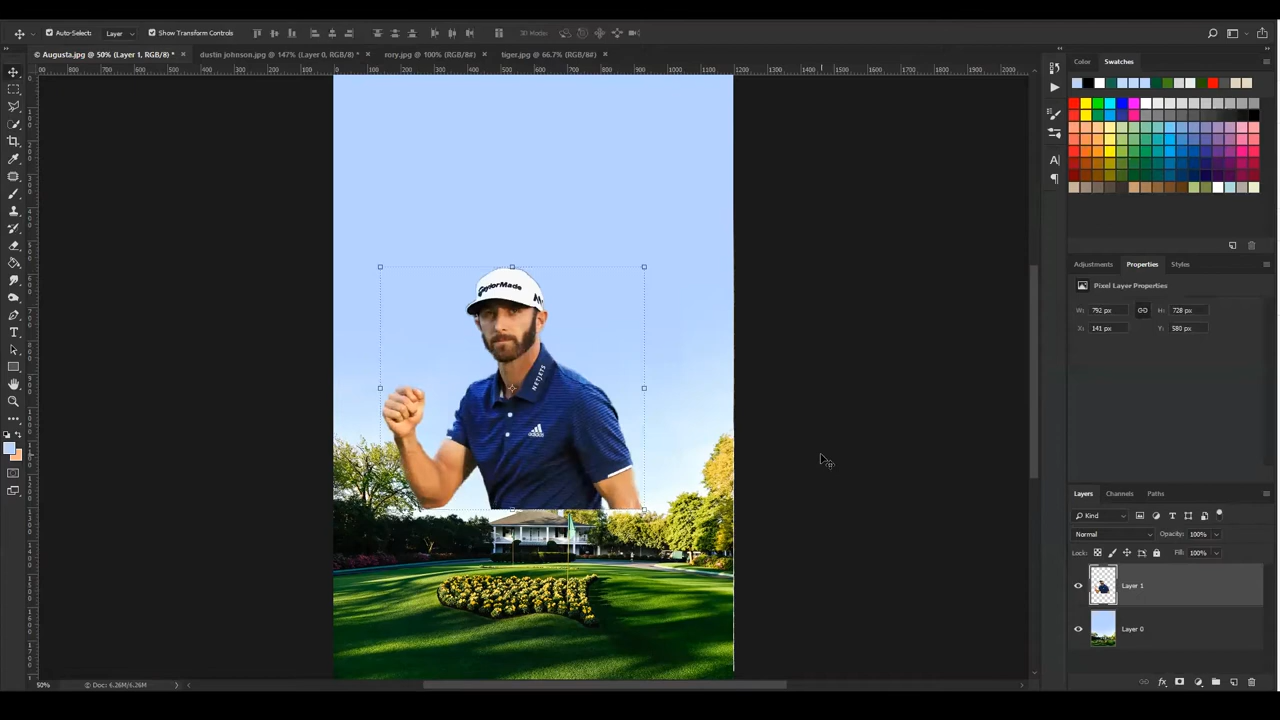 Auto-Select: Layer Show Transform Controls 3D Mode:
© Augusta.jpg @ 50% (Layer 1, RGB/8) * × dustin johnson.jpg @ 147% (Layer 0, RGB/8) * × rory.jpg @ 100% (RGB/8#) × tiger.jpg @ 66.7% (RGB/8#) ×
Color Swatches
Adjustments Properties Styles
Pixel Layer Properties
W: 792 px H: 728 px
X: 141 px Y: 580 px
TaylorMade
NETJETS
adidas
Layers Channels Paths
Kind
Normal Opacity: 100%
Lock: Fill: 100%
Layer 1
Layer 0
50% Doc: 6.26M/6.26M